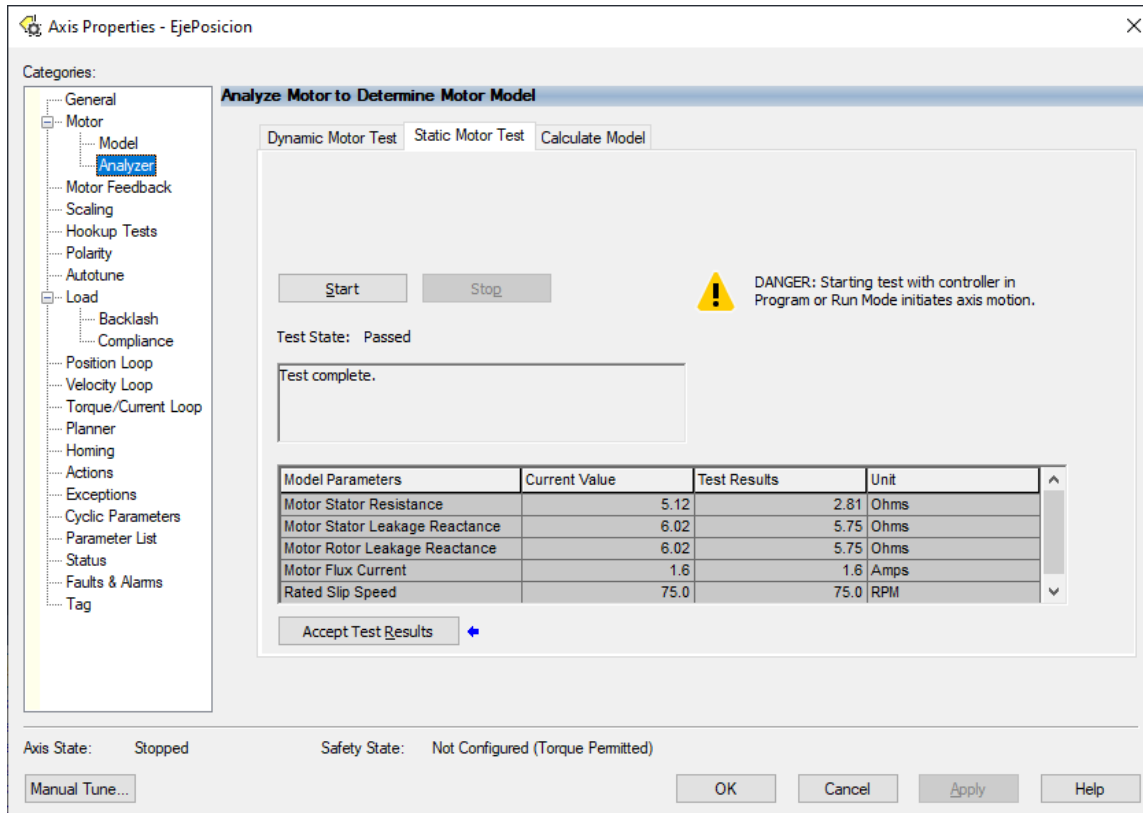 Axis Properties - EjePosicion
Categories:
General
Motor
Model
Analyzer
Motor Feedback
Scaling
Hookup Tests
Polarity
Autotune
Load
Backlash
Compliance
Position Loop
Velocity Loop
Torque/Current Loop
Planner
Homing
Actions
Exceptions
Cyclic Parameters
Parameter List
Status
Faults & Alarms
Tag
Analyze Motor to Determine Motor Model
Dynamic Motor Test Static Motor Test Calculate Model
Start Stop
DANGER: Starting test with controller in
Program or Run Mode initiates axis motion.
Test State: Passed
Test complete.
Model Parameters Current Value Test Results Unit
Motor Stator Resistance 5.12 2.81 Ohms
Motor Stator Leakage Reactance 6.02 5.75 Ohms
Motor Rotor Leakage Reactance 6.02 5.75 Ohms
Motor Flux Current 1.6 1.6 Amps
Rated Slip Speed 75.0 75.0 RPM
Accept Test Results
Axis State: Stopped Safety State: Not Configured (Torque Permitted)
Manual Tune... OK Cancel Apply Help